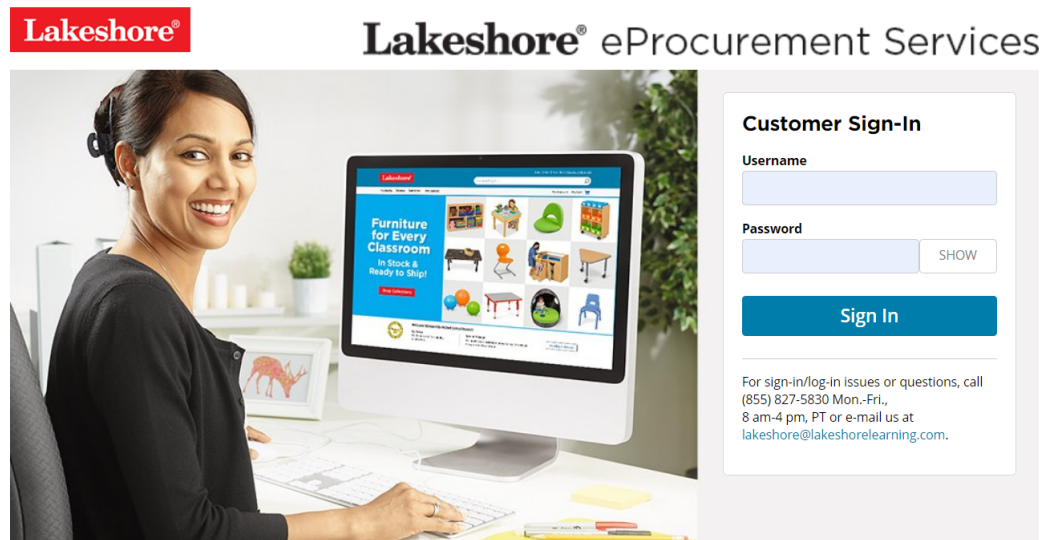 Lakeshore®
Lakeshore® eProcurement Services
Lakeshore
Furniture
for Every
Classroom
In Stock &
Ready to Ship!
Customer Sign-In
Username
Password
SHOW
Sign In
For sign-in/log-in issues or questions, call
(855) 827-5830 Mon.-Fri.,
8 am-4 pm, PT or e-mail us at
lakeshore@lakeshorelearning.com.